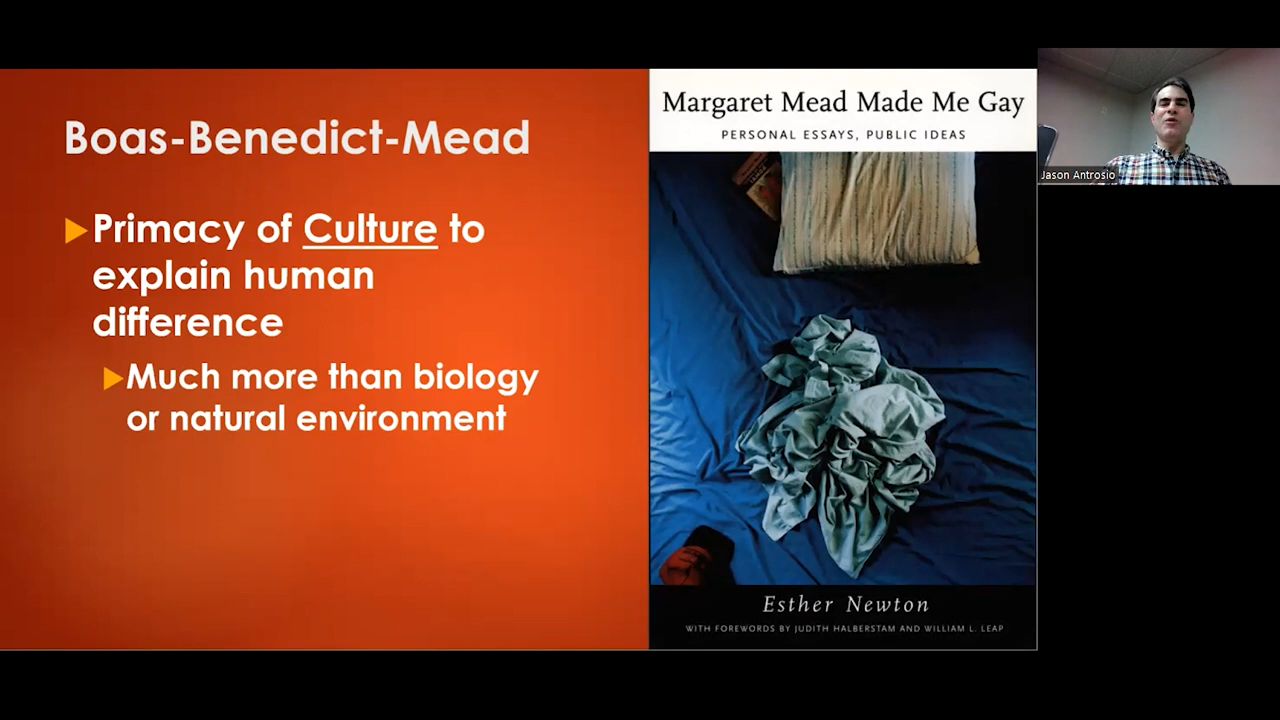 Boas-Benedict-Mead
Primacy of Culture to
explain human
difference
Much more than biology
or natural environment
Margaret Mead Made Me Gay
PERSONAL ESSAYS, PUBLIC IDEAS
Esther Newton
WITH FOREWORDS BY JUDITH HALBERSTAM AND WILLIAM L. LEAP
Jason Antrosio